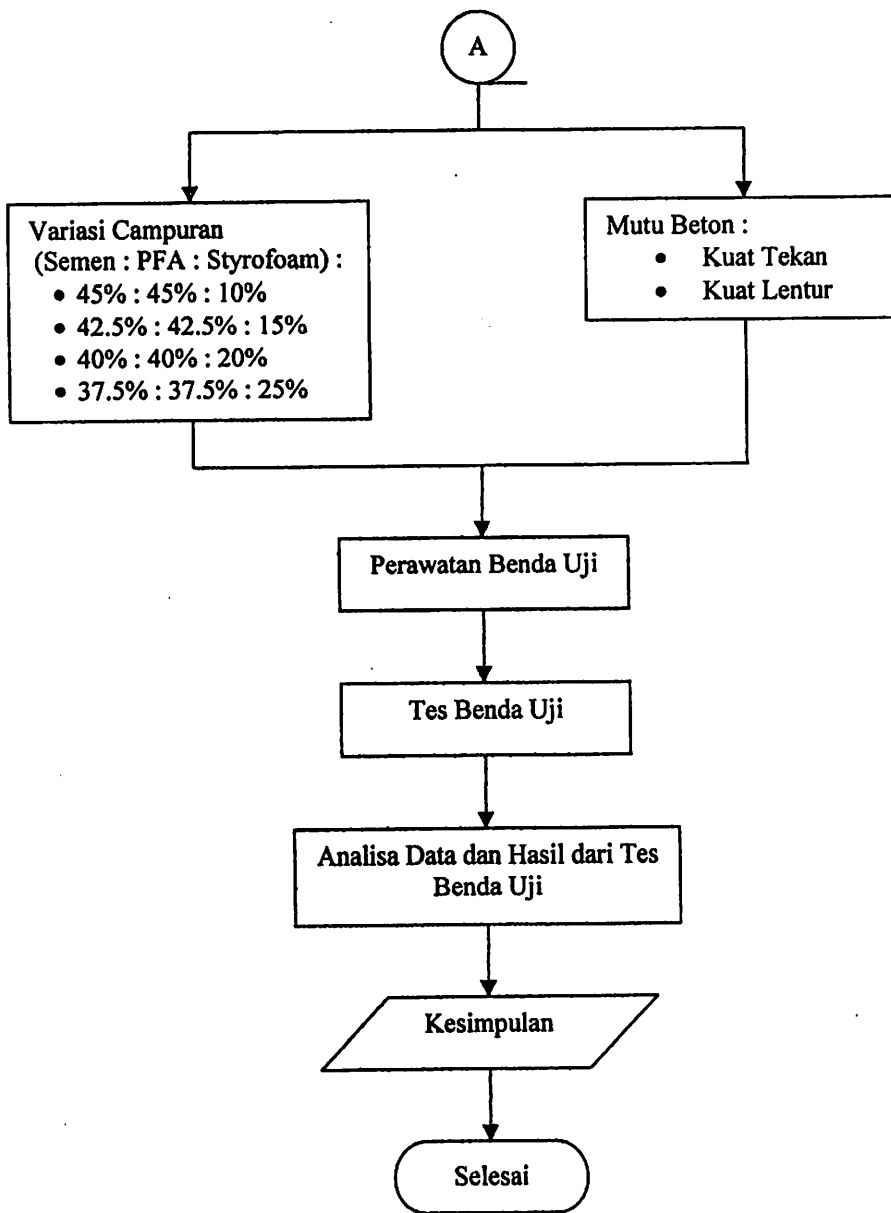 A
Variasi Campuran
(Semen : PFA : Styrofoam) :
• 45% : 45% : 10%
• 42.5% : 42.5% : 15%
• 40% : 40% : 20%
• 37.5% : 37.5% : 25%
Mutu Beton :
• Kuat Tekan
• Kuat Lentur
Perawatan Benda Uji
Tes Benda Uji
Analisa Data dan Hasil dari Tes
Benda Uji
Kesimpulan
Selesai